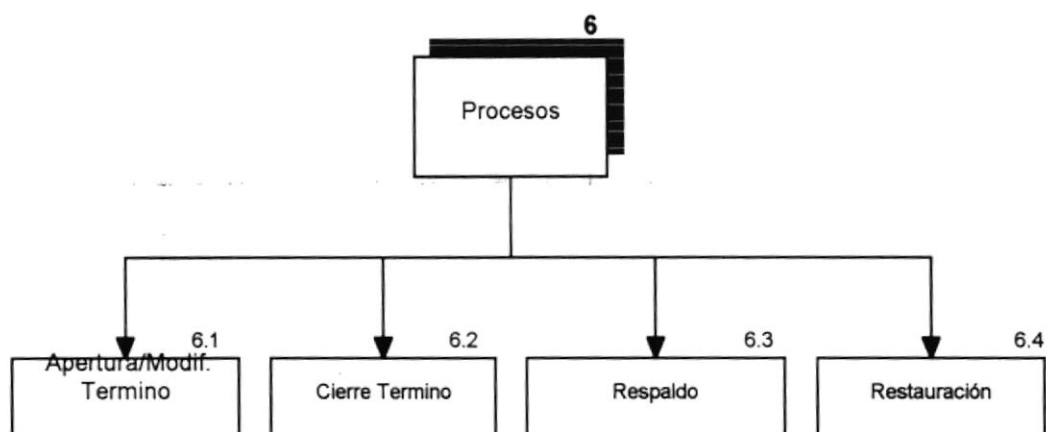 6
Procesos
6.1
Apertura/Modif.
Termino
6.2
Cierre Termino
6.3
Respaldo
6.4
Restauración